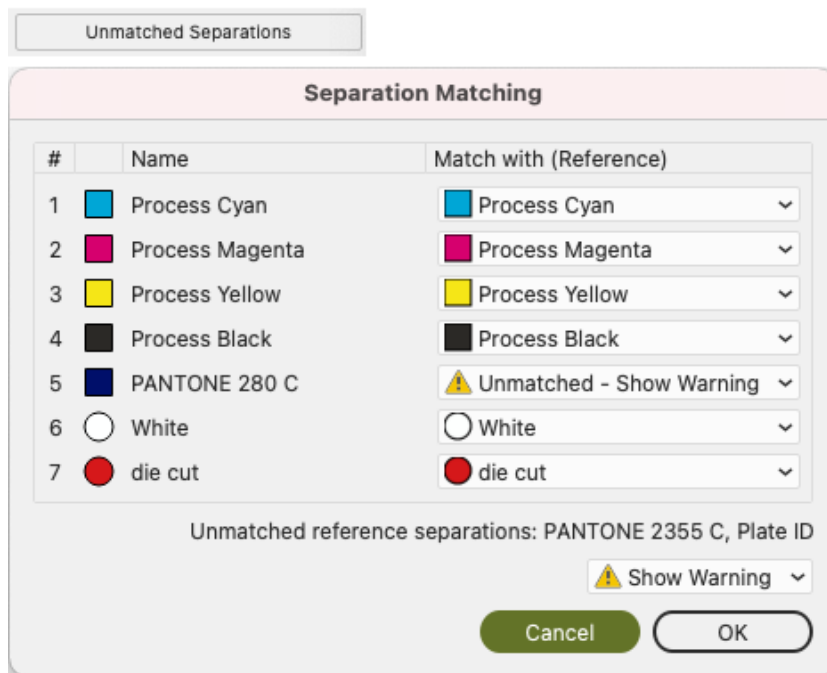 Unmatched Separations
Separation Matching
# Name Match with (Reference)
1 Process Cyan Process Cyan
2 Process Magenta Process Magenta
3 Process Yellow Process Yellow
4 Process Black Process Black
5 PANTONE 280 C Unmatched - Show Warning
6 White White
7 die cut die cut
Unmatched reference separations: PANTONE 2355 C, Plate ID
Show Warning
Cancel OK